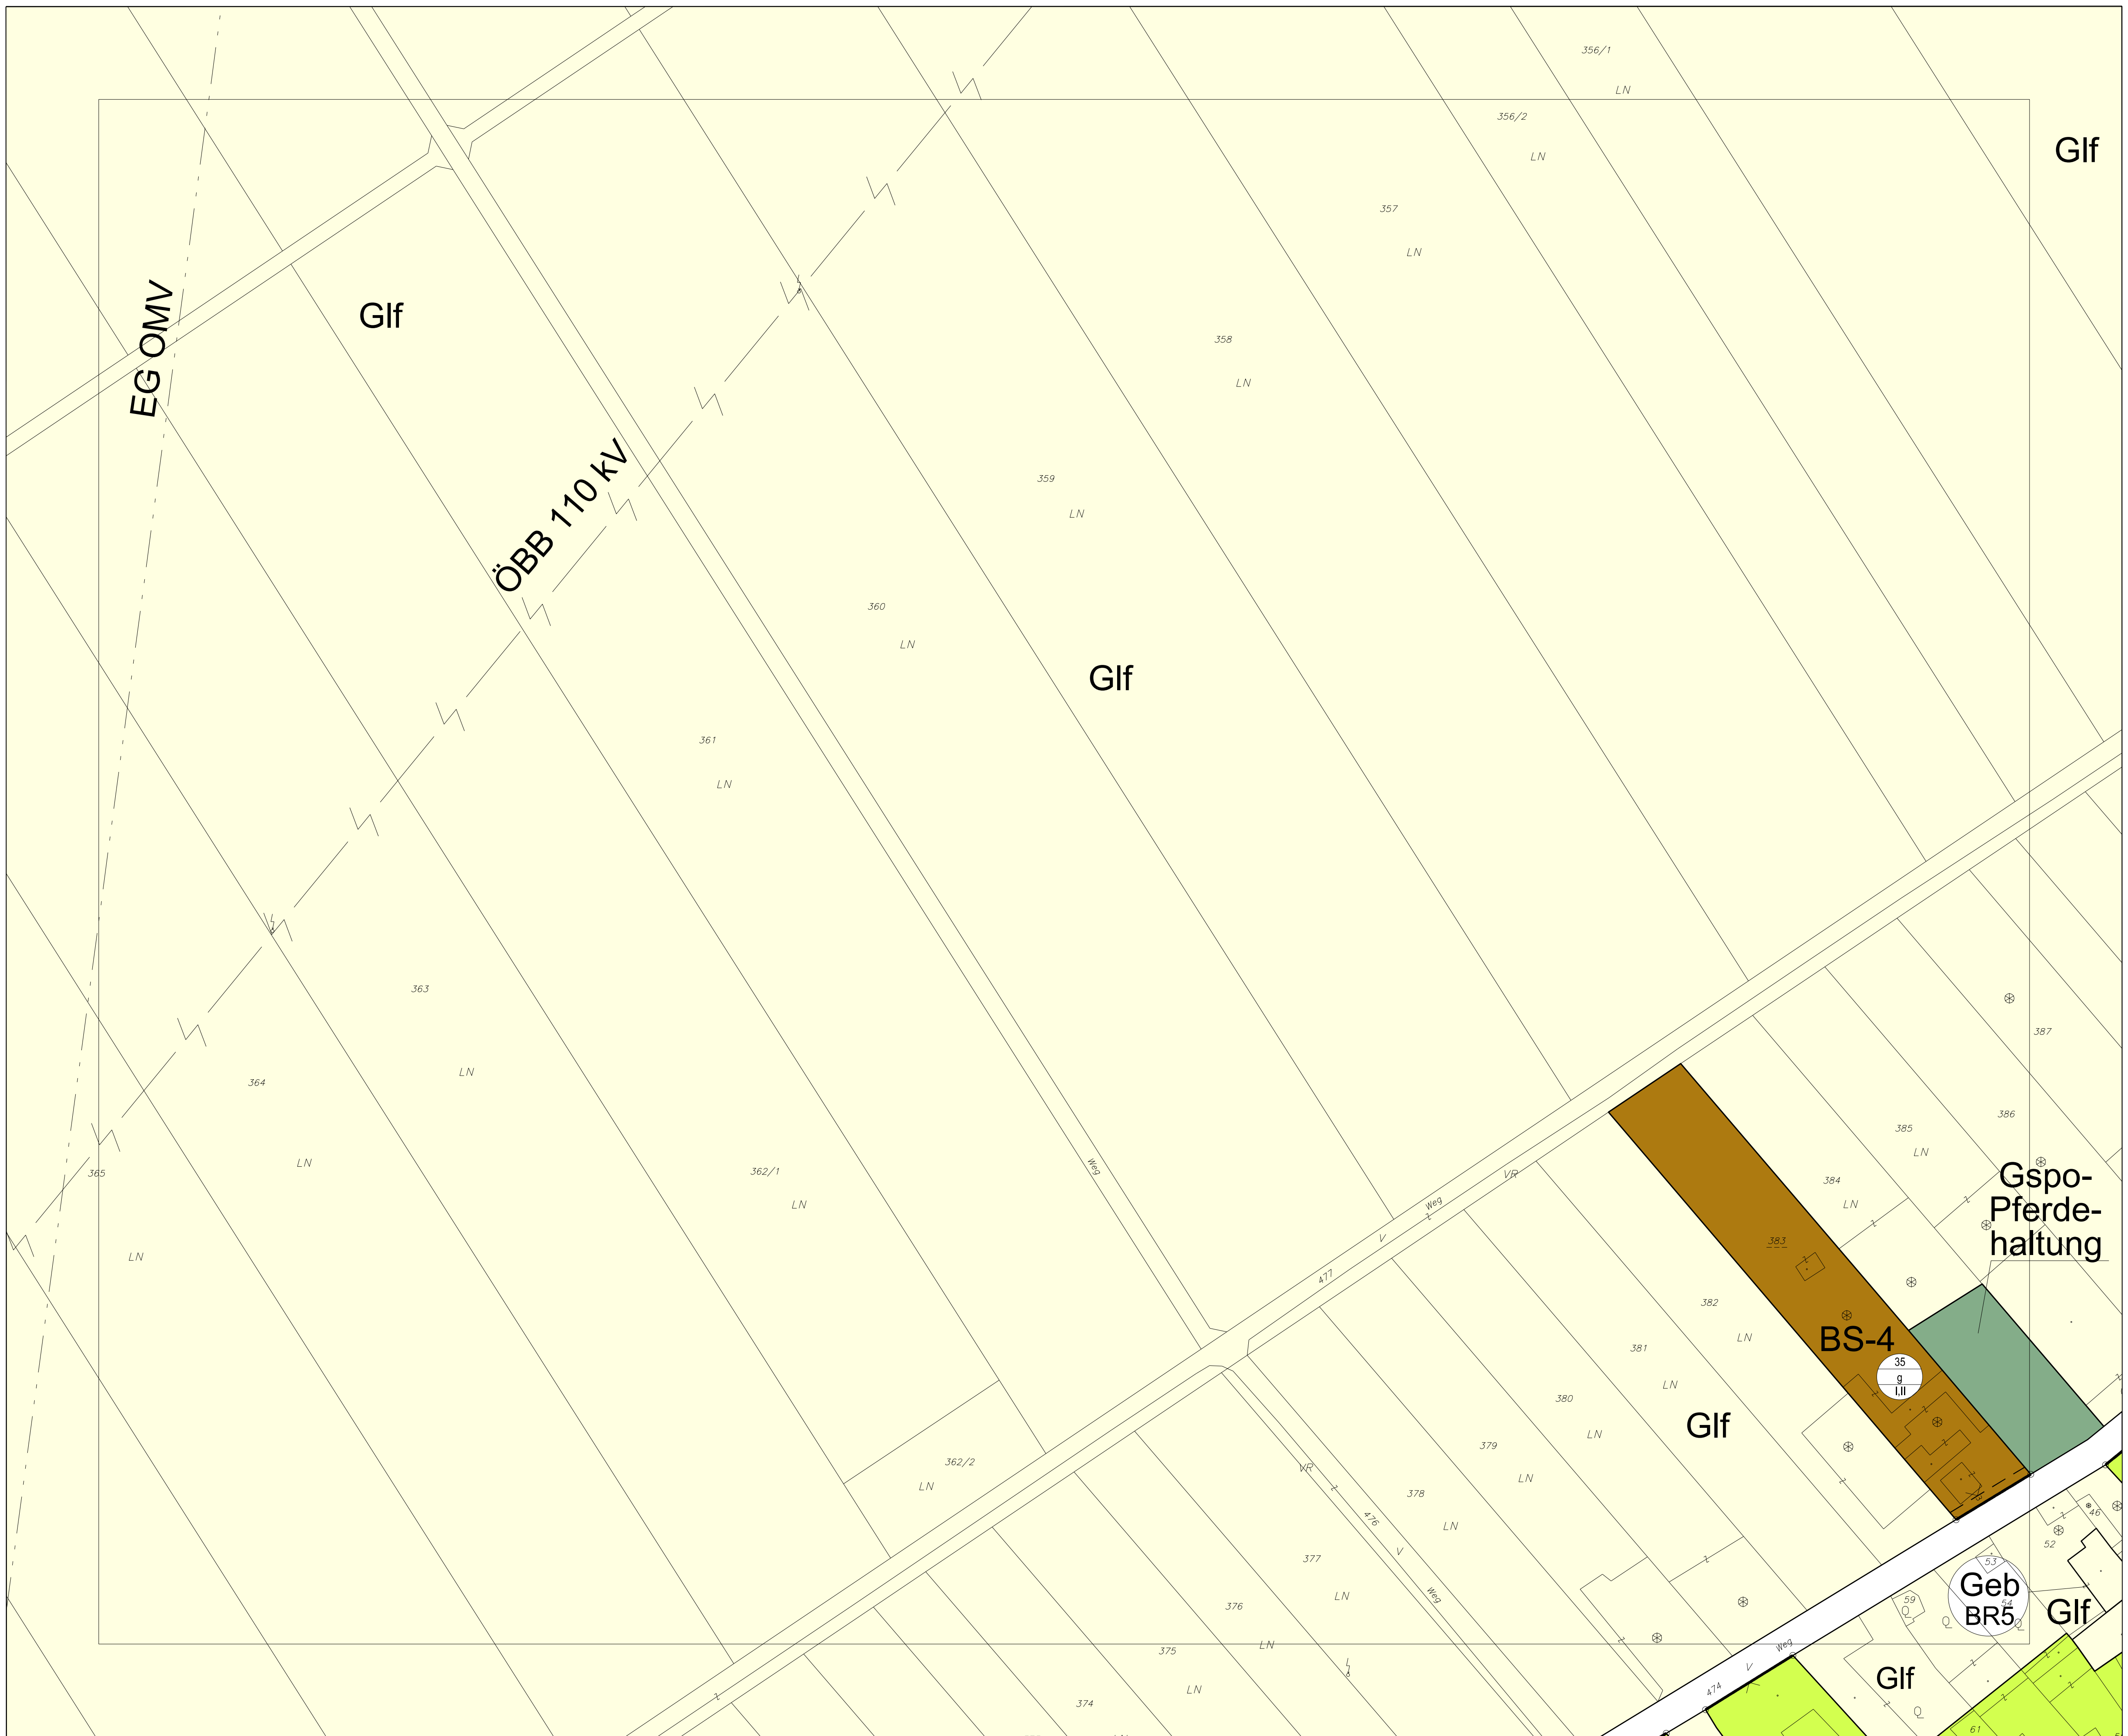 356/1
LN
356/2
LN
Glf
357
LN
EG OMV
Glf
358
LN
ÖBB 110 kV
359
LN
360
LN
Glf
361
LN
363
LN
364
LN
365
LN
362/1
LN
Weg
VR
Weg
V
477
387
386
385
LN
384
LN
Gspo-
Pferde-
haltung
383
382
LN
BS-4
35
g
I,II
381
LN
380
LN
Glf
379
LN
362/2
LN
VR
378
LN
476
V
Weg
377
LN
376
LN
375
LN
374
46
52
53
Geb
BR5
54
59
Glf
Weg
V
474
Glf
61